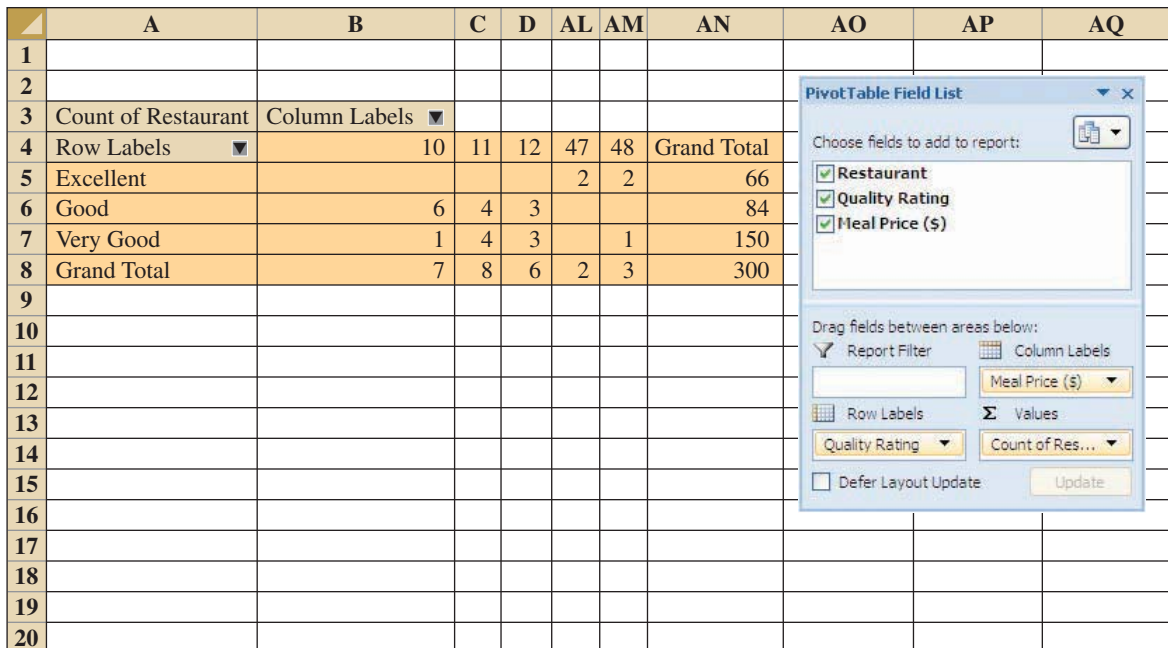 A B C D AL AM AN AO AP AQ
1
2
3 Count of Restaurant Column Labels
4 Row Labels 10 11 12 47 48 Grand Total
5 Excellent 2 2 66
6 Good 6 4 3 84
7 Very Good 1 4 3 1 150
8 Grand Total 7 8 6 2 3 300
9
10
11
12
13
14
15
16
17
18
19
20
PivotTable Field List
Choose fields to add to report:
Restaurant
Quality Rating
Meal Price ($)
Drag fields between areas below:
Report Filter Column Labels
Meal Price ($)
Row Labels Σ Values
Quality Rating Count of Res...
Defer Layout Update Update